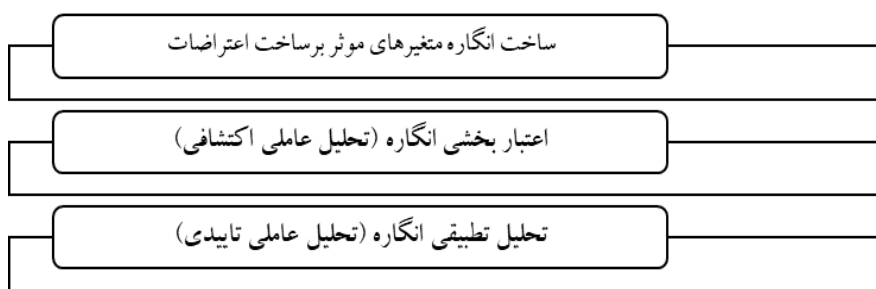 ساخت انگاره متغیرهای موثر برساخت اعتراضات
اعتبار بخشی انگاره (تحلیل عاملی اکتشافی)
تحلیل تطبیقی انگاره (تحلیل عاملی تاییدی)